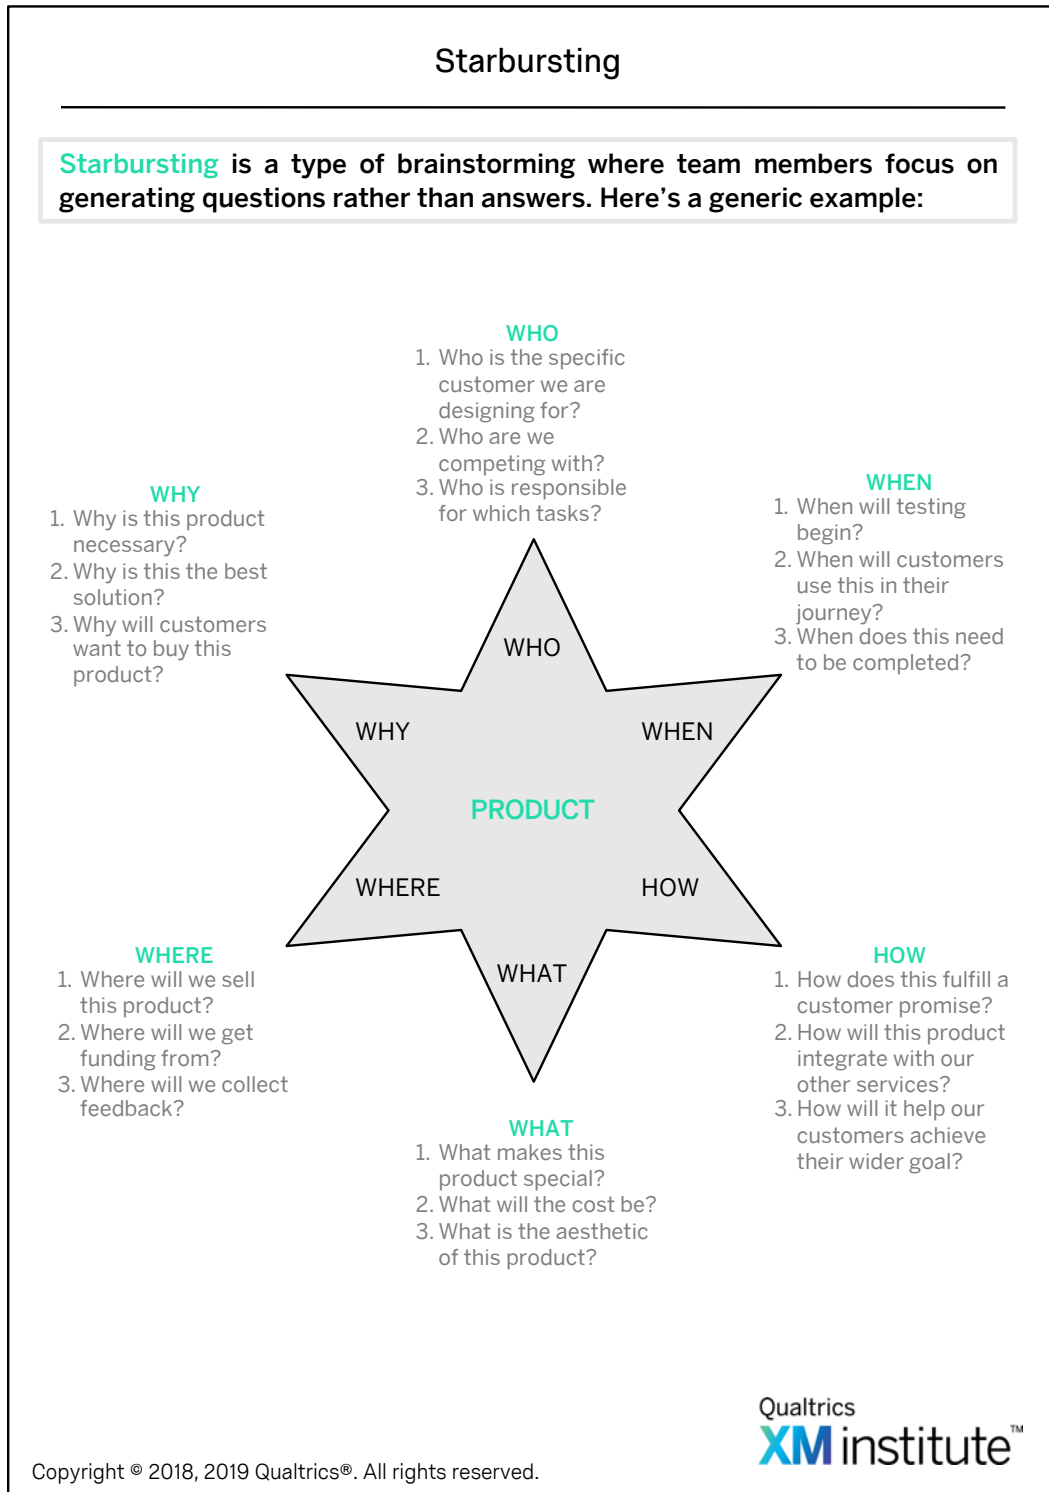 Starbursting
Starbursting is a type of brainstorming where team members focus on
generating questions rather than answers. Here’s a generic example:
WHO
1. Who is the specific
customer we are
designing for?
2. Who are we
competing with?
3. Who is responsible
for which tasks?
WHY
1. Why is this product
necessary?
2. Why is this the best
solution?
3. Why will customers
want to buy this
product?
WHEN
1. When will testing
begin?
2. When will customers
use this in their
journey?
3. When does this need
to be completed?
WHO
WHY
WHEN
PRODUCT
WHERE
HOW
WHAT
WHERE
1. Where will we sell
this product?
2. Where will we get
funding from?
3. Where will we collect
feedback?
HOW
1. How does this fulfill a
customer promise?
2. How will this product
integrate with our
other services?
3. How will it help our
customers achieve
their wider goal?
WHAT
1. What makes this
product special?
2. What will the cost be?
3. What is the aesthetic
of this product?
Qualtrics
XM institute™
Copyright © 2018, 2019 Qualtrics®. All rights reserved.